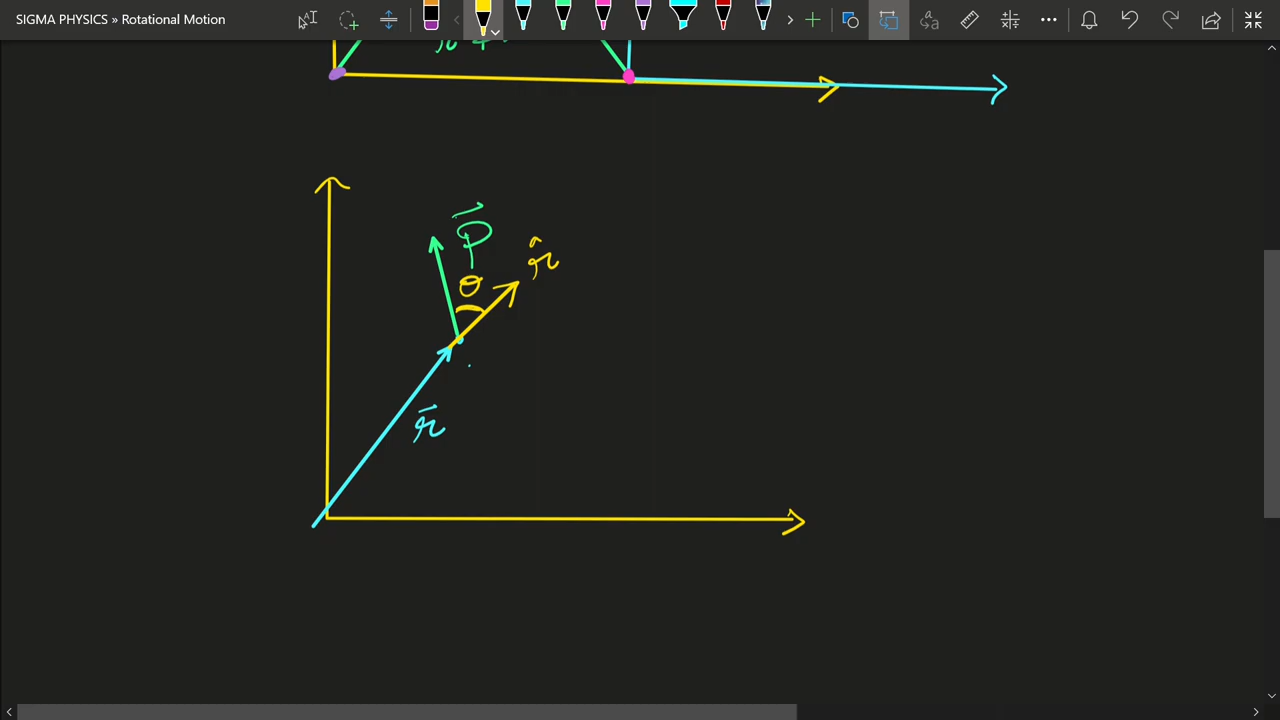 SIGMA PHYSICS » Rotational Motion
p⃗
r̂
θ
r⃗